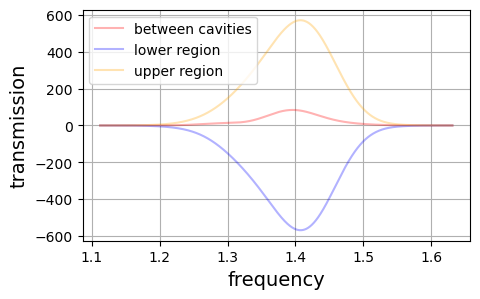 between cavities
lower region
upper region
600
400
200
0
−200
−400
−600
transmission
1.1 1.2 1.3 1.4 1.5 1.6
frequency